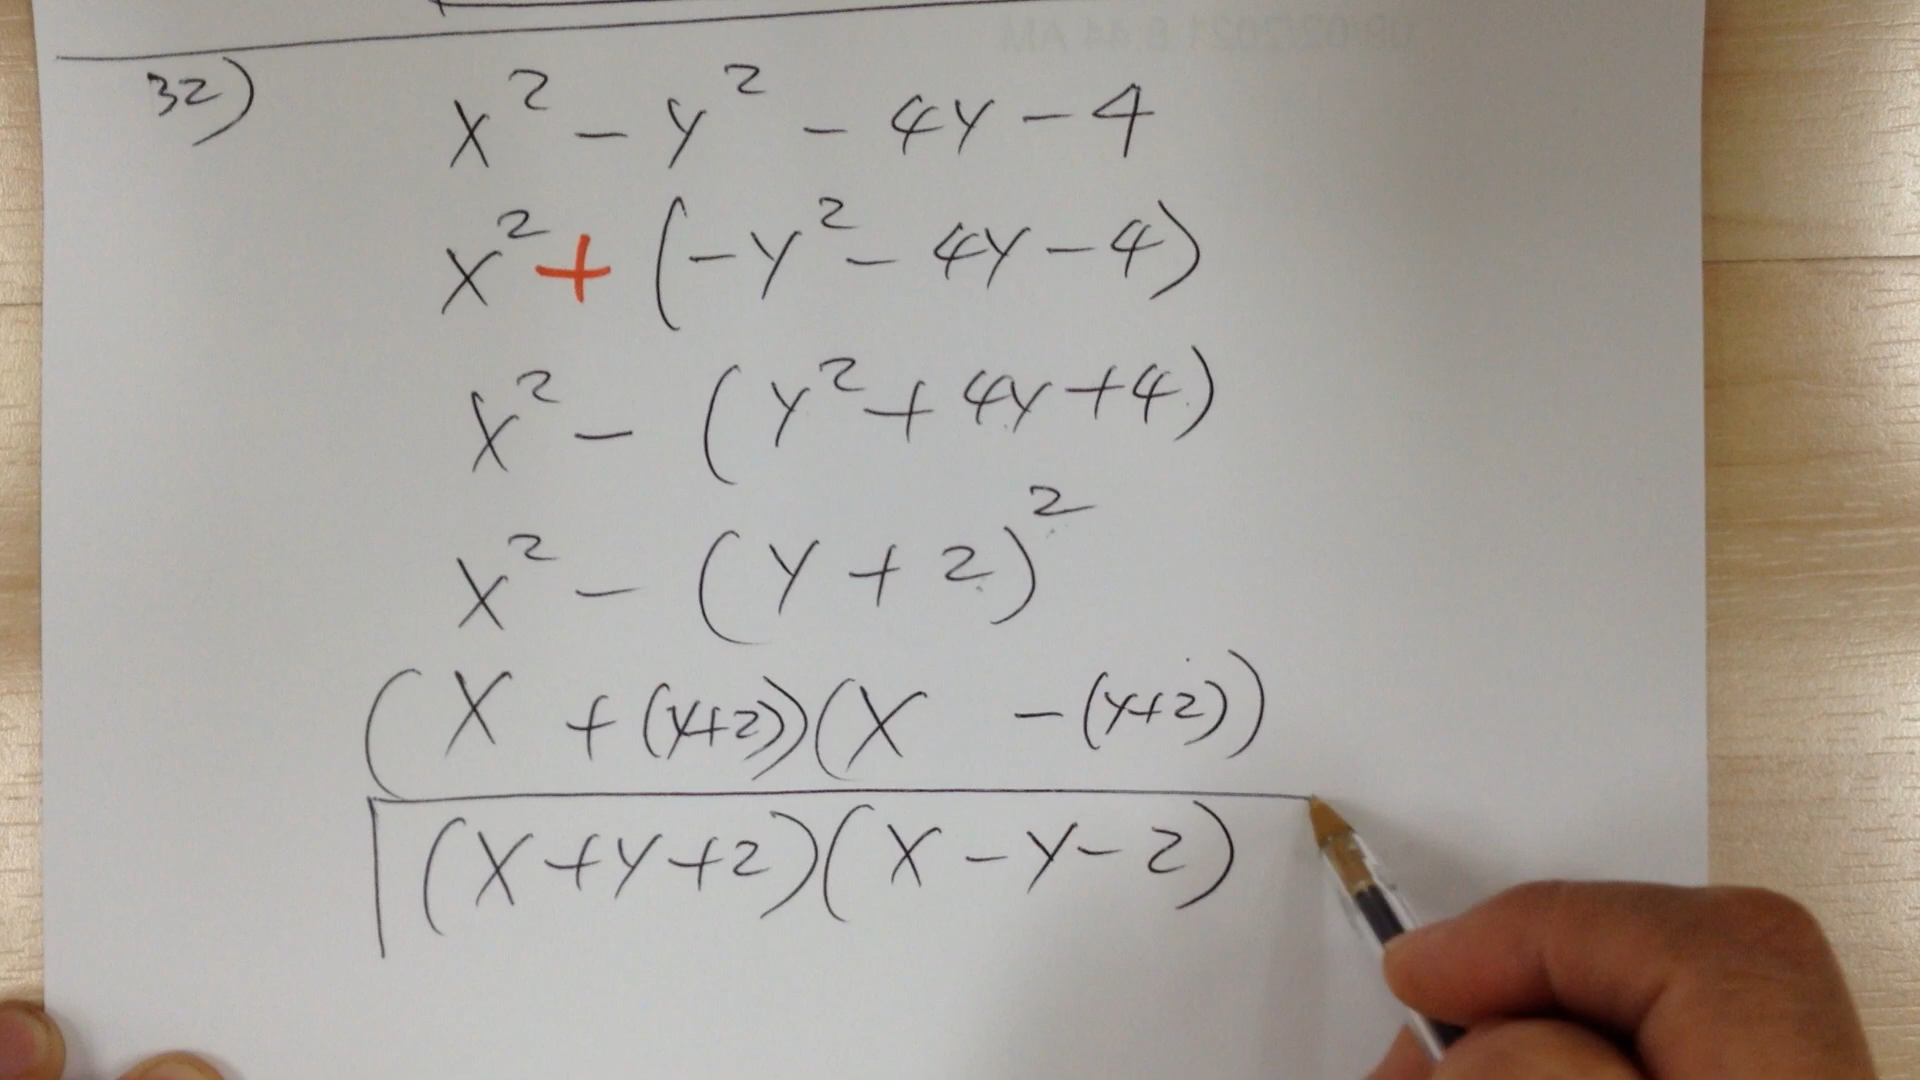 32) x² - y² - 4y - 4
x² + (-y² - 4y - 4)
x² - (y² + 4y + 4)
x² - (y + 2)²
(x + (y+2))(x - (y+2))
(x+y+2)(x-y-2)